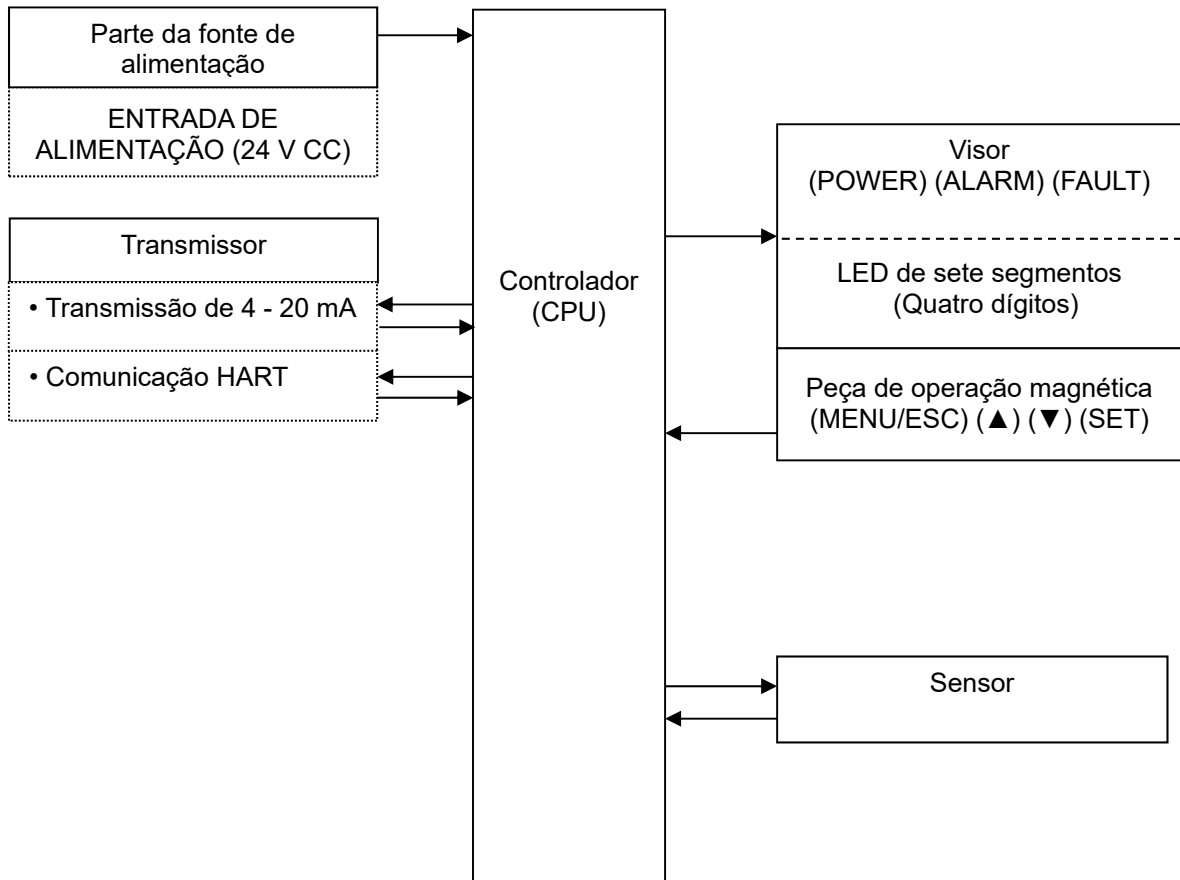 Parte da fonte de
alimentação
ENTRADA DE
ALIMENTAÇÃO (24 V CC)
Transmissor
• Transmissão de 4 - 20 mA
• Comunicação HART
Controlador
(CPU)
Visor
(POWER) (ALARM) (FAULT)
LED de sete segmentos
(Quatro dígitos)
Peça de operação magnética
(MENU/ESC) (▲) (▼) (SET)
Sensor